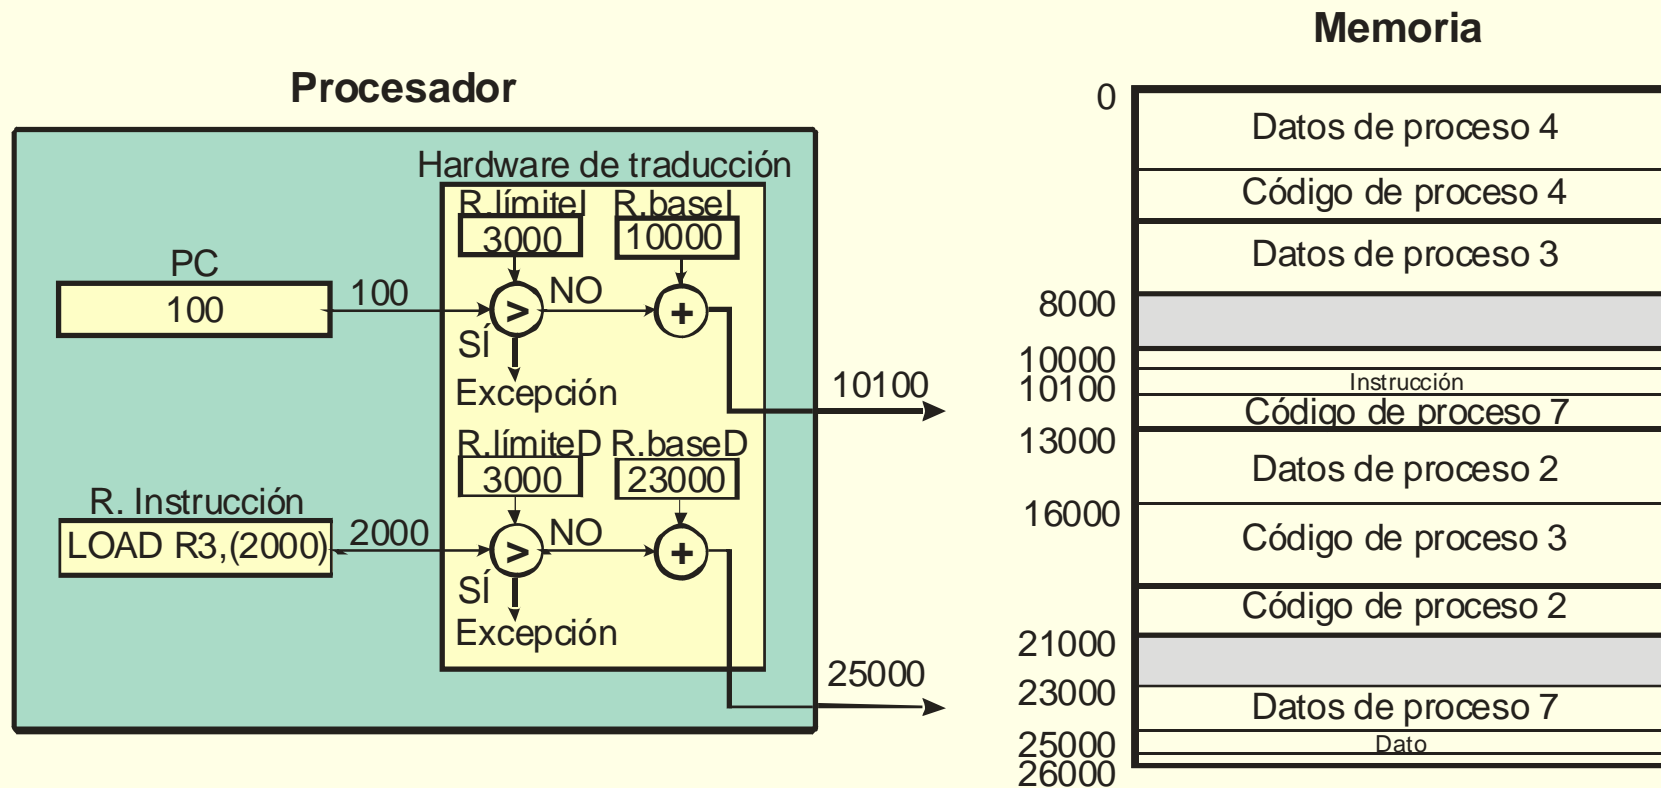 Procesador
Hardware de traducción
R.límiteI
R.baseI
3000
10000
PC
100
100
>
NO
+
SÍ
Excepción
10100
R.límiteD
R.baseD
3000
23000
R. Instrucción
LOAD R3,(2000)
2000
>
NO
+
SÍ
Excepción
25000
Memoria
0
Datos de proceso 4
Código de proceso 4
Datos de proceso 3
8000
10000
10100
Instrucción
Código de proceso 7
13000
Datos de proceso 2
16000
Código de proceso 3
Código de proceso 2
21000
23000
Datos de proceso 7
25000
Dato
26000